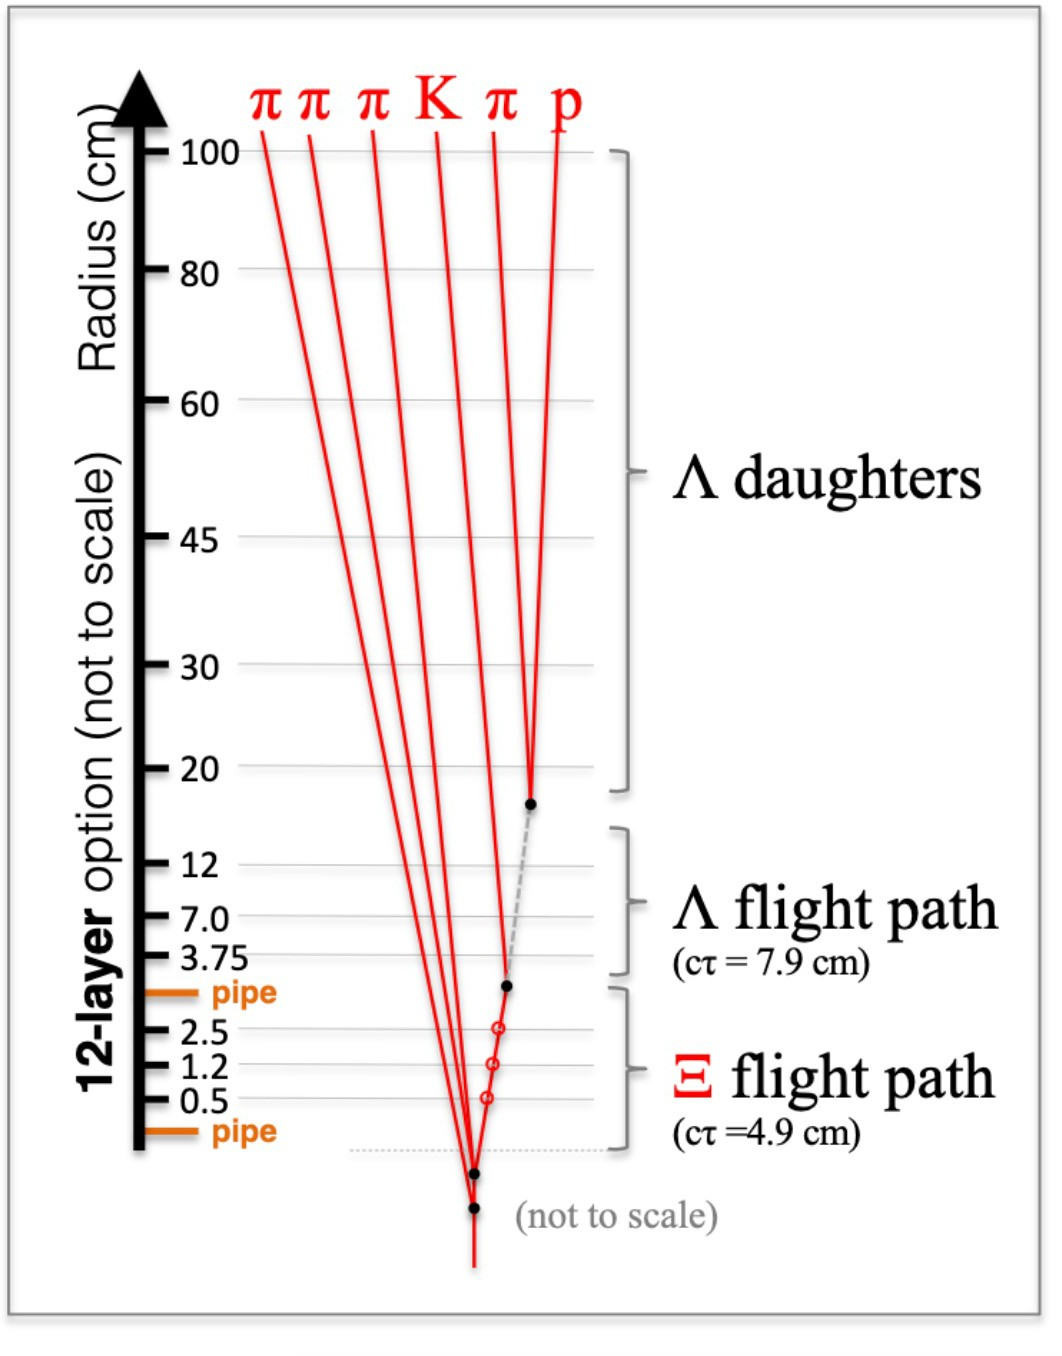 π π π K π p
Radius (cm)
12-layer option (not to scale)
100
80
60
45
30
20
12
7.0
3.75
pipe
2.5
1.2
0.5
pipe
Λ daughters
Λ flight path
(cτ = 7.9 cm)
Ξ flight path
(cτ =4.9 cm)
(not to scale)